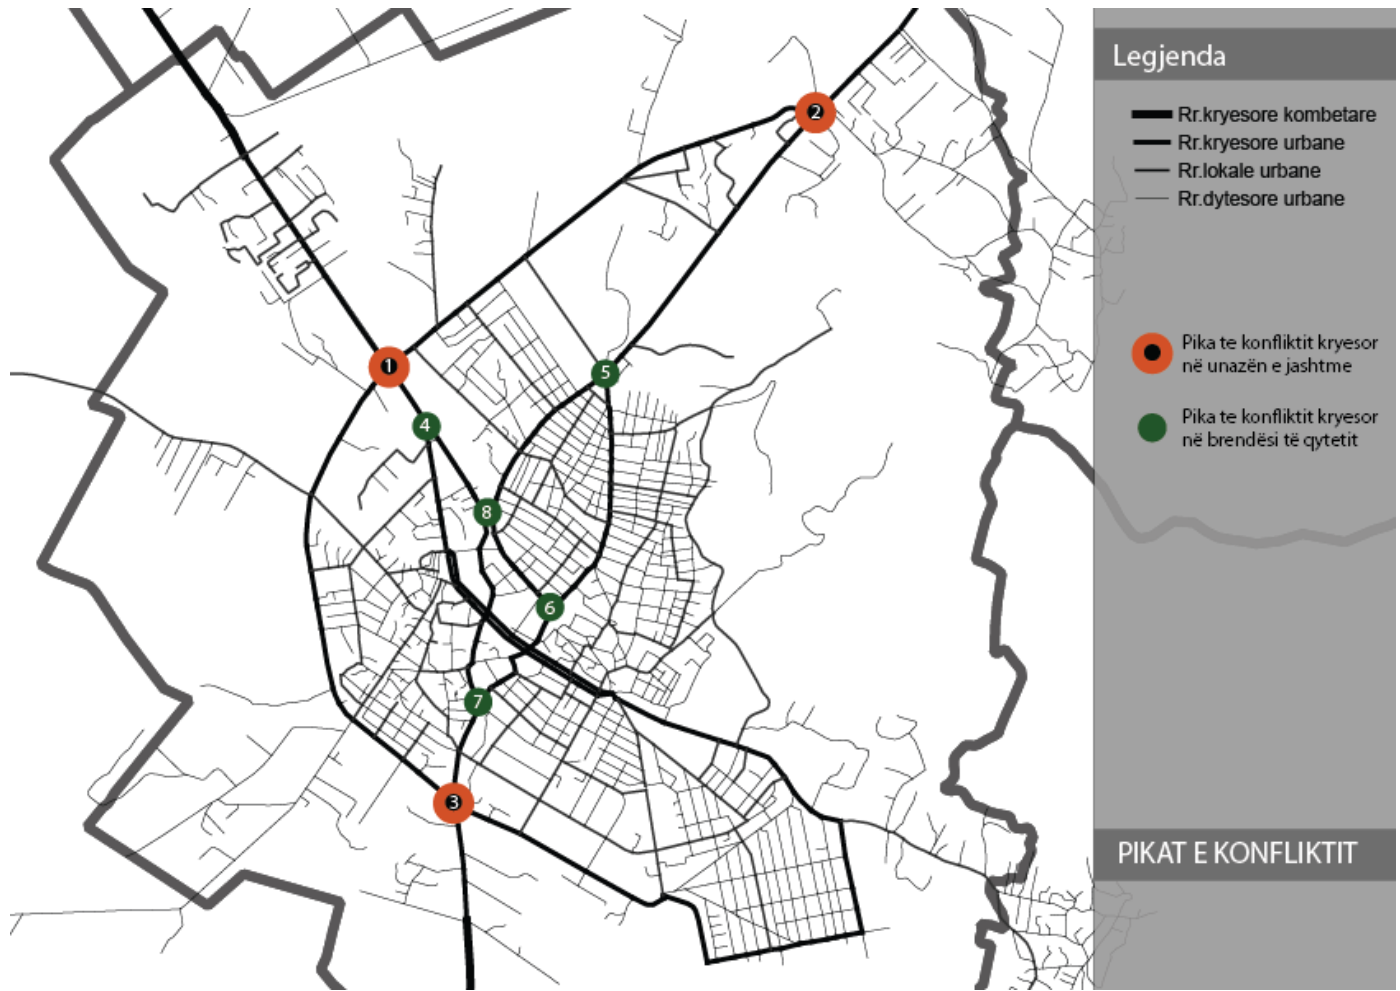 Legjenda
Rr.kryesore kombetare
Rr.kryesore urbane
Rr.lokale urbane
Rr.dytesore urbane
Pika te konfliktit kryesor
në unazën e jashtme
Pika te konfliktit kryesor
në brendësi të qytetit
PIKAT E KONFLIKTIT
2
1
5
4
8
6
7
3